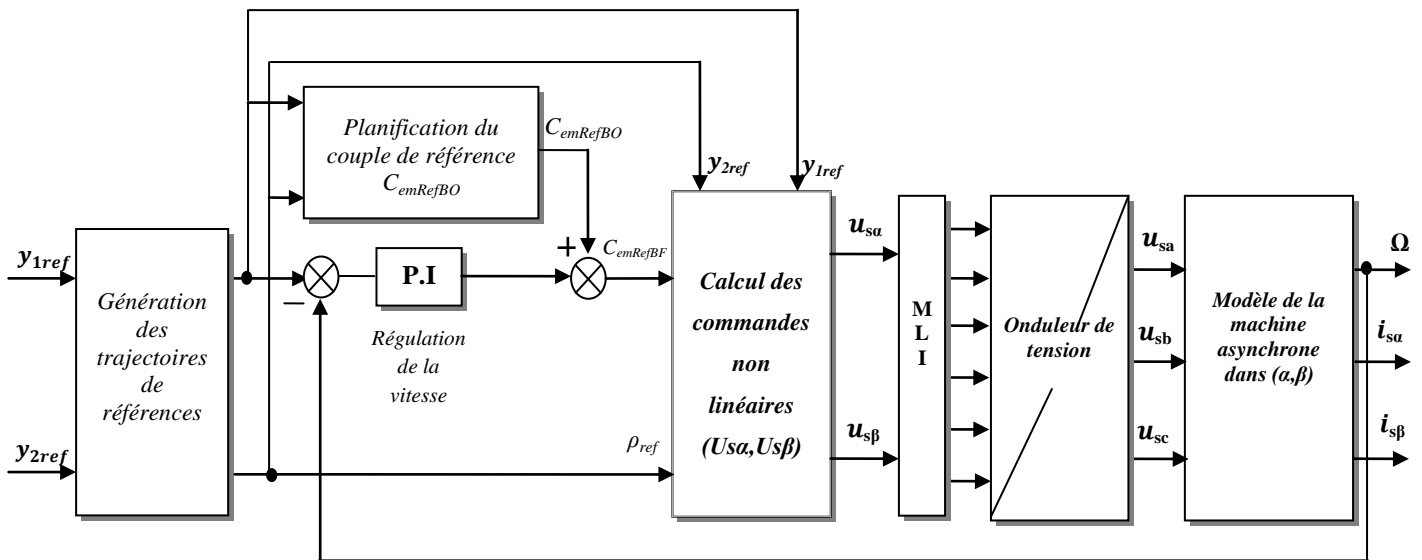 y1ref
y2ref
Génération
des
trajectoires
de
références
Planification du
couple de référence
CemRefBO
CemRefBO
+
−
P.I
Régulation
de la
vitesse
CemRefBF
ρref
y2ref
y1ref
Calcul des
commandes
non
linéaires
(Usα,Usβ)
usα
usβ
M
L
I
Onduleur de
tension
usa
usb
usc
Modèle de la
machine
asynchrone
dans (α,β)
Ω
isα
isβ